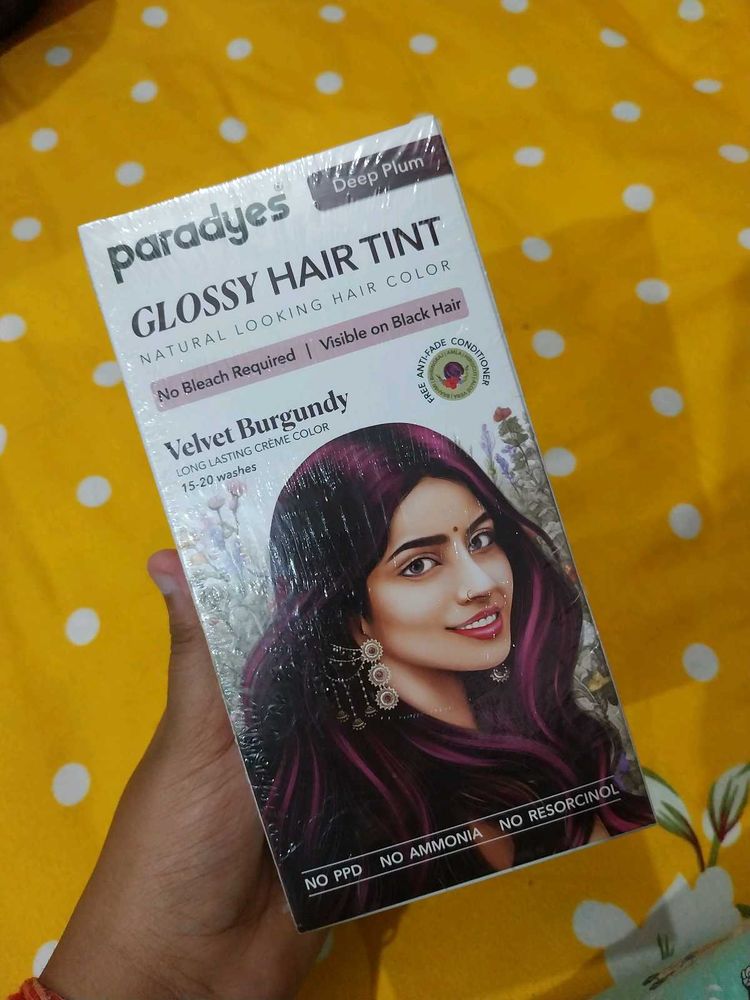 Deep Plum
paradyes®
GLOSSY HAIR TINT
NATURAL LOOKING HAIR COLOR
No Bleach Required | Visible on Black Hair
FREE ANTI-FADE CONDITIONER
Velvet Burgundy
LONG LASTING CRÈME COLOR
15-20 washes
NO PPD NO AMMONIA NO RESORCINOL